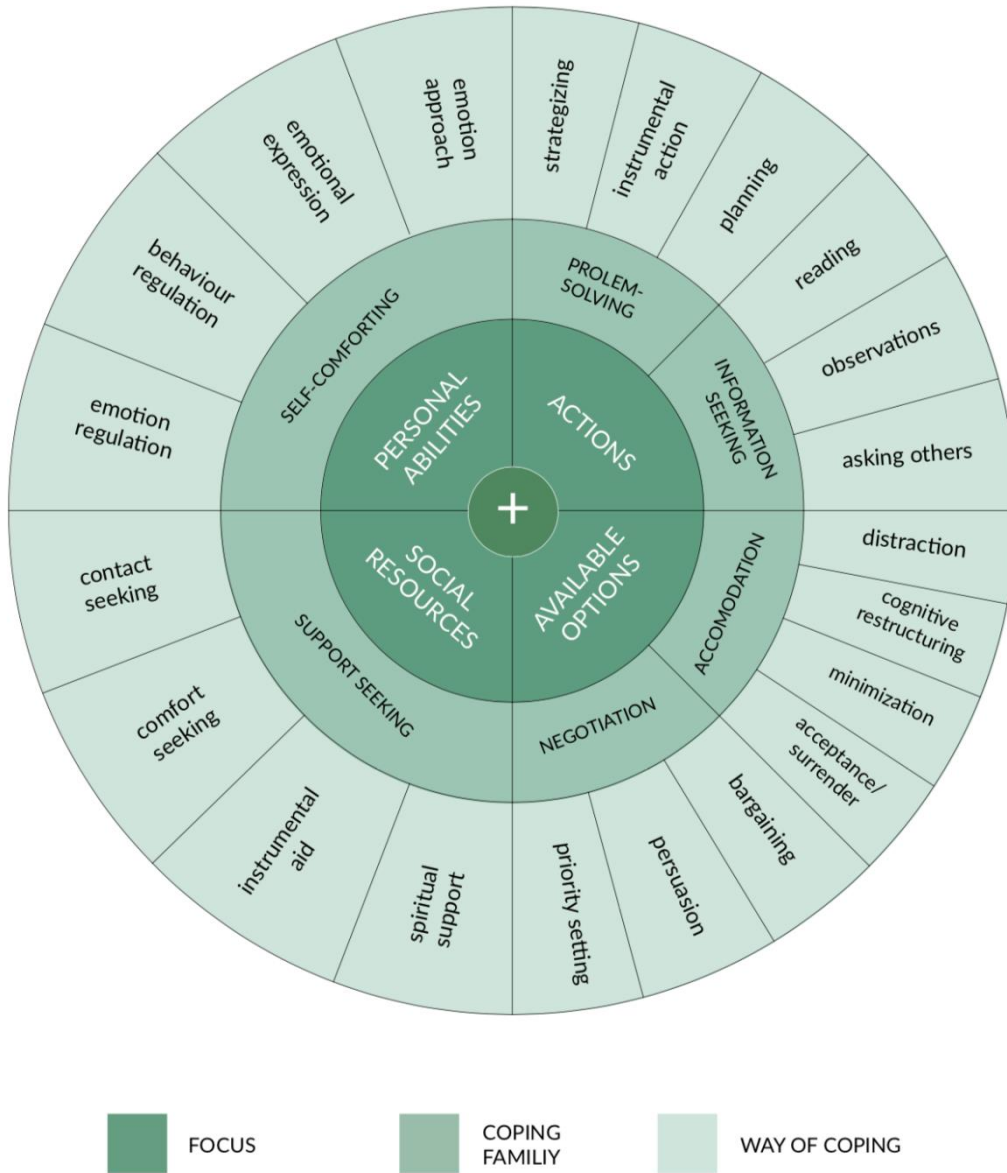 emotion
approach
strategizing
instrumental
action
planning
reading
observations
asking others
distraction
cognitive
restructuring
minimization
acceptance/
surrender
bargaining
persuasion
priority setting
spiritual
support
instrumental
aid
comfort
seeking
contact
seeking
emotion
regulation
behaviour
regulation
emotional
expression
SELF-COMFORTING
PROLEM-
SOLVING
INFORMATION
SEEKING
ACCOMODATION
NEGOTIATION
SUPPORT SEEKING
PERSONAL
ABILITIES
ACTIONS
AVAILABLE
OPTIONS
SOCIAL
RESOURCES
+
FOCUS
COPING
FAMILIY
WAY OF COPING